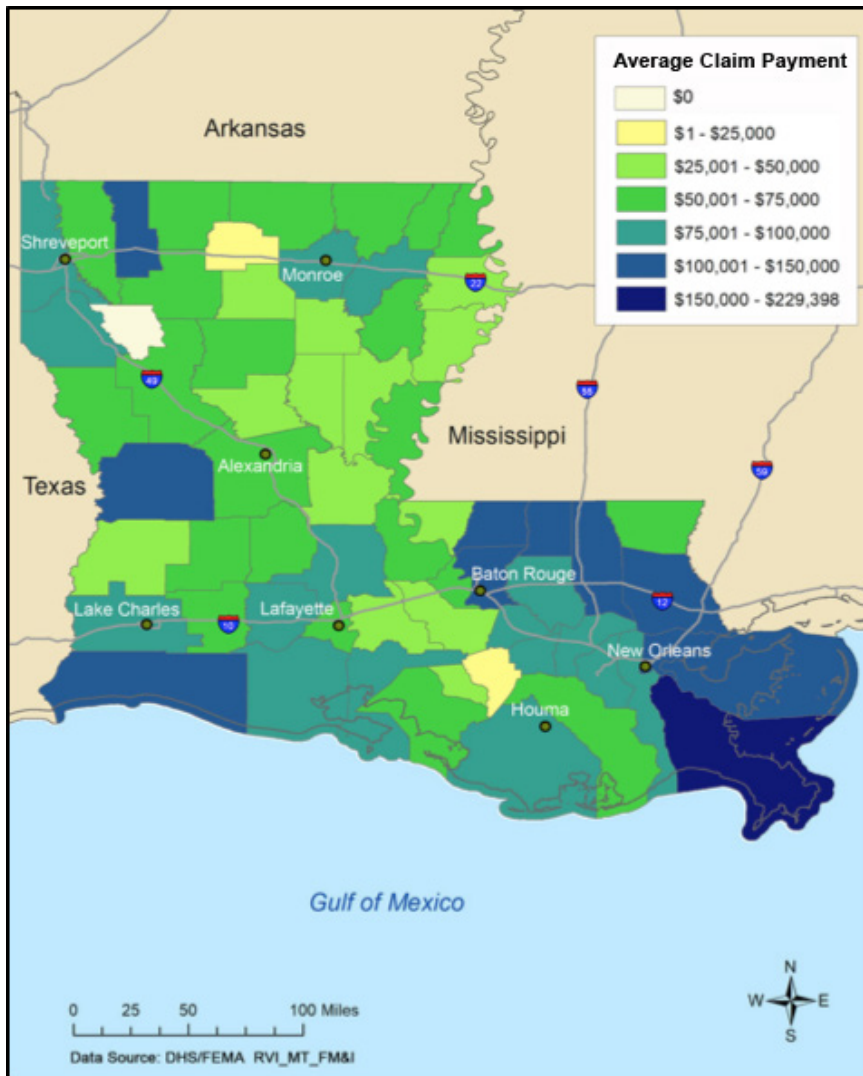 Average Claim Payment
$0
$1 - $25,000
$25,001 - $50,000
$50,001 - $75,000
$75,001 - $100,000
$100,001 - $150,000
$150,000 - $229,398
Arkansas
Shreveport
Monroe
22
49
55
Mississippi
Alexandria
59
Texas
Baton Rouge
12
Lake Charles
10
Lafayette
New Orleans
Houma
Gulf of Mexico
N
W
E
S
0 25 50 100 Miles
Data Source: DHS/FEMA RVI_MT_FM&I